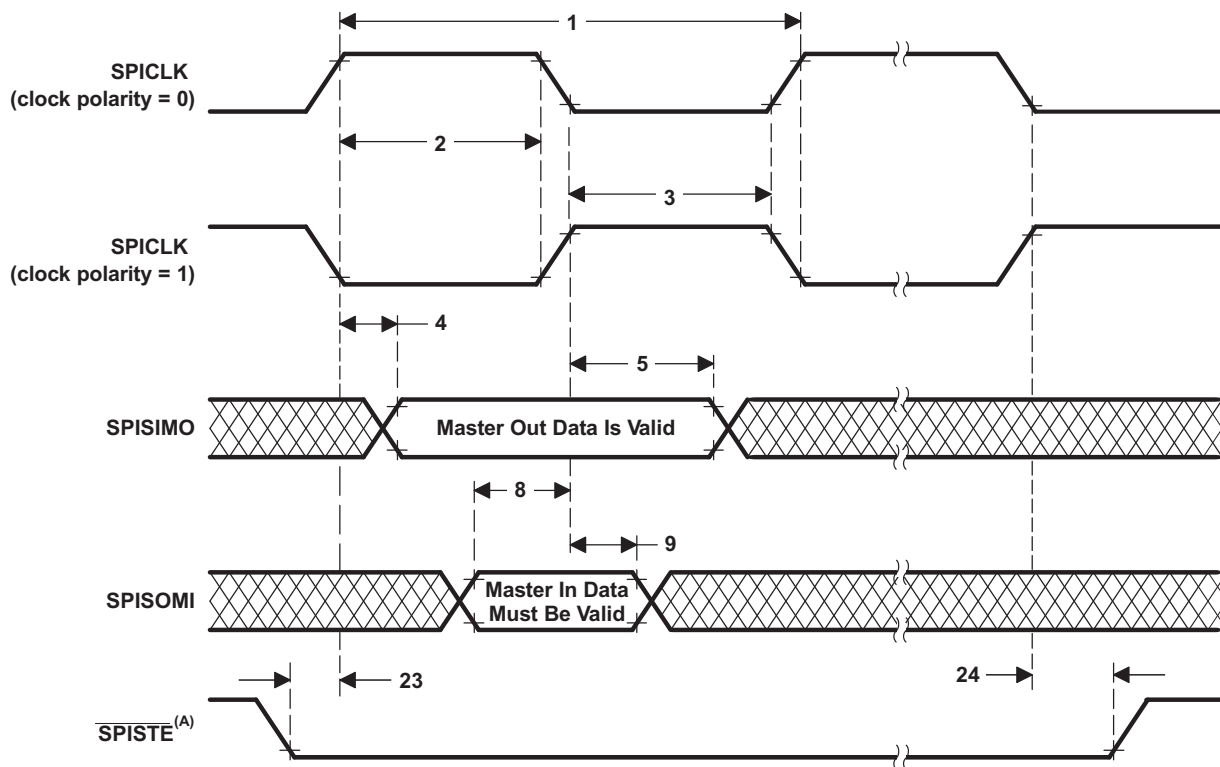 1
SPICLK
(clock polarity = 0)
2
3
SPICLK
(clock polarity = 1)
4
5
SPISIMO
Master Out Data Is Valid
8
9
SPISOMI
Master In Data
Must Be Valid
23
24
SPISTE(A)